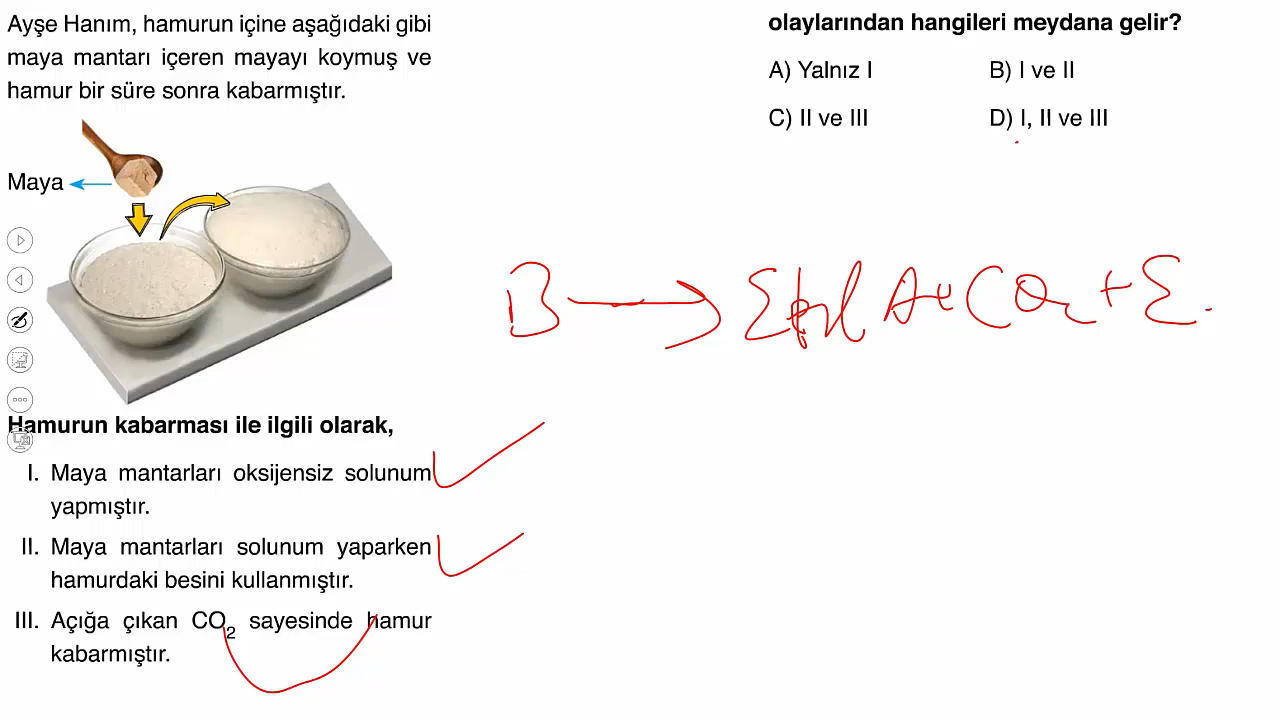 Ayşe Hanım, hamurun içine aşağıdaki gibi
maya mantarı içeren mayayı koymuş ve
hamur bir süre sonra kabarmıştır.
Maya
Hamurun kabarması ile ilgili olarak,
I. Maya mantarları oksijensiz solunum
yapmıştır.
II. Maya mantarları solunum yaparken
hamurdaki besini kullanmıştır.
III. Açığa çıkan CO₂ sayesinde hamur
kabarmıştır.
olaylarından hangileri meydana gelir?
A) Yalnız I B) I ve II
C) II ve III D) I, II ve III
B → Etil A + CO₂ + E.